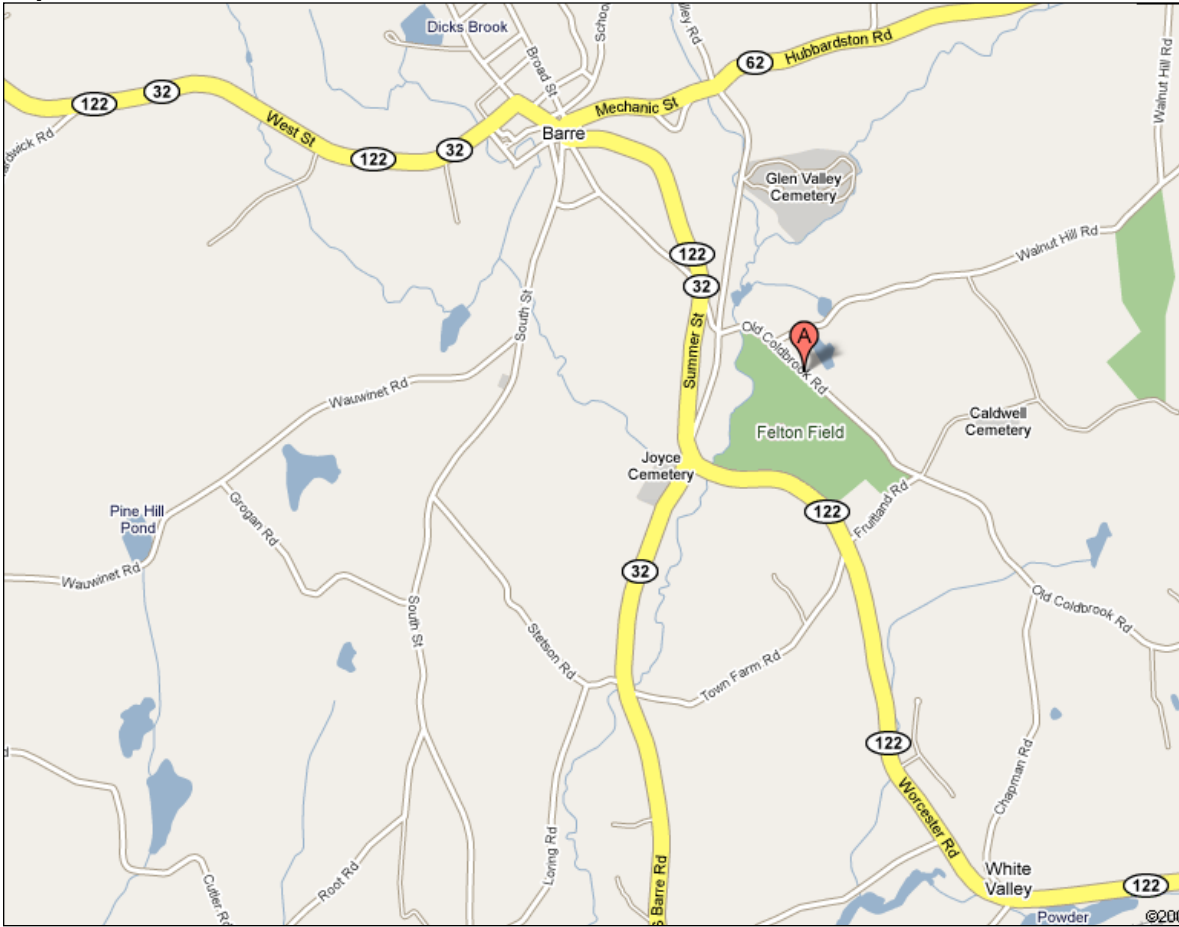 Dicks Brook
Broad St
Hubbardston Rd
62
Walnut Hill Rd
32
122
West St
122
32
Mechanic St
Barre
Glen Valley
Cemetery
Walnut Hill Rd
122
32
South St
Summer St
Old Coldbrook Rd
A
Wauwinet Rd
Felton Field
Caldwell
Cemetery
Joyce
Cemetery
Pine Hill
Pond
Grogan Rd
122
Fruitland Rd
Wauwinet Rd
32
South St
Stetson Rd
Old Coldbrook Rd
Town Farm Rd
122
Chapman Rd
Worcester Rd
Loring Rd
Root Rd
Cutler Rd
S Barre Rd
White
Valley
122
Powder